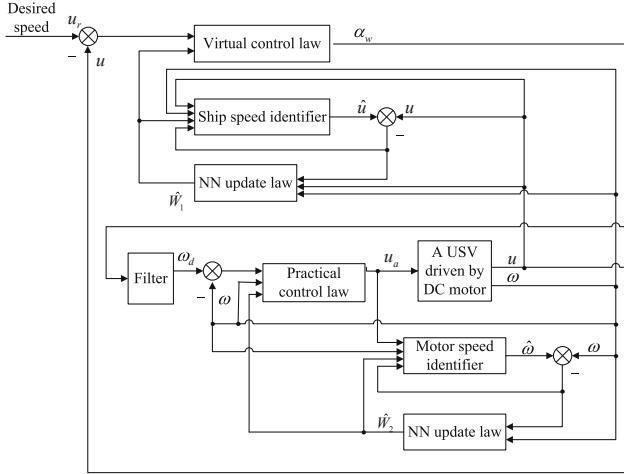 Desired
speed
u_r
−
u
Virtual control law
α_w
Ship speed identifier
û
u
−
NN update law
Ŵ_1
Filter
ω_d
−
ω
Practical
control law
u_a
A USV
driven by
DC motor
u
ω
Motor speed
identifier
ω̂
ω
−
Ŵ_2
NN update law